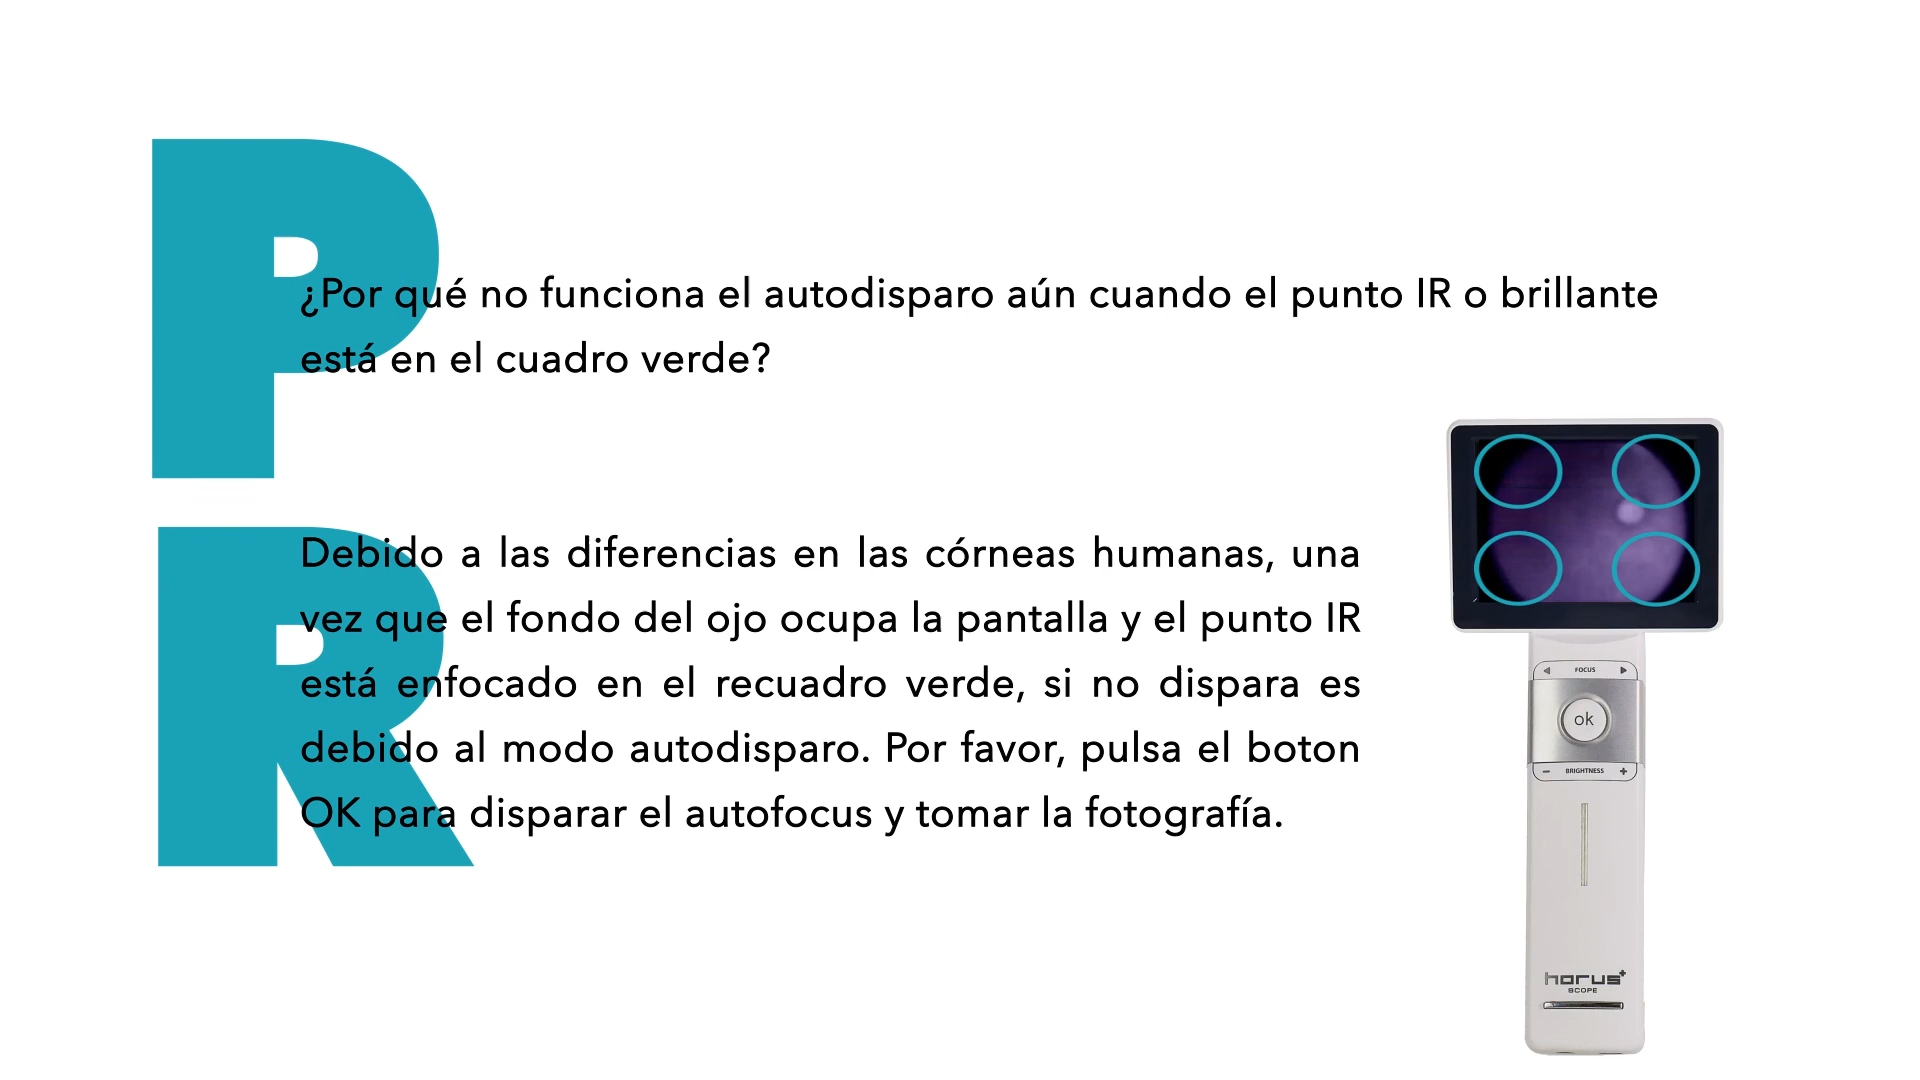 P
¿Por qué no funciona el autodisparo aún cuando el punto IR o brillante
está en el cuadro verde?
R
Debido a las diferencias en las córneas humanas, una
vez que el fondo del ojo ocupa la pantalla y el punto IR
está enfocado en el recuadro verde, si no dispara es
debido al modo autodisparo. Por favor, pulsa el boton
OK para disparar el autofocus y tomar la fotografía.
FOCUS
ok
- BRIGHTNESS +
horus+
SCOPE